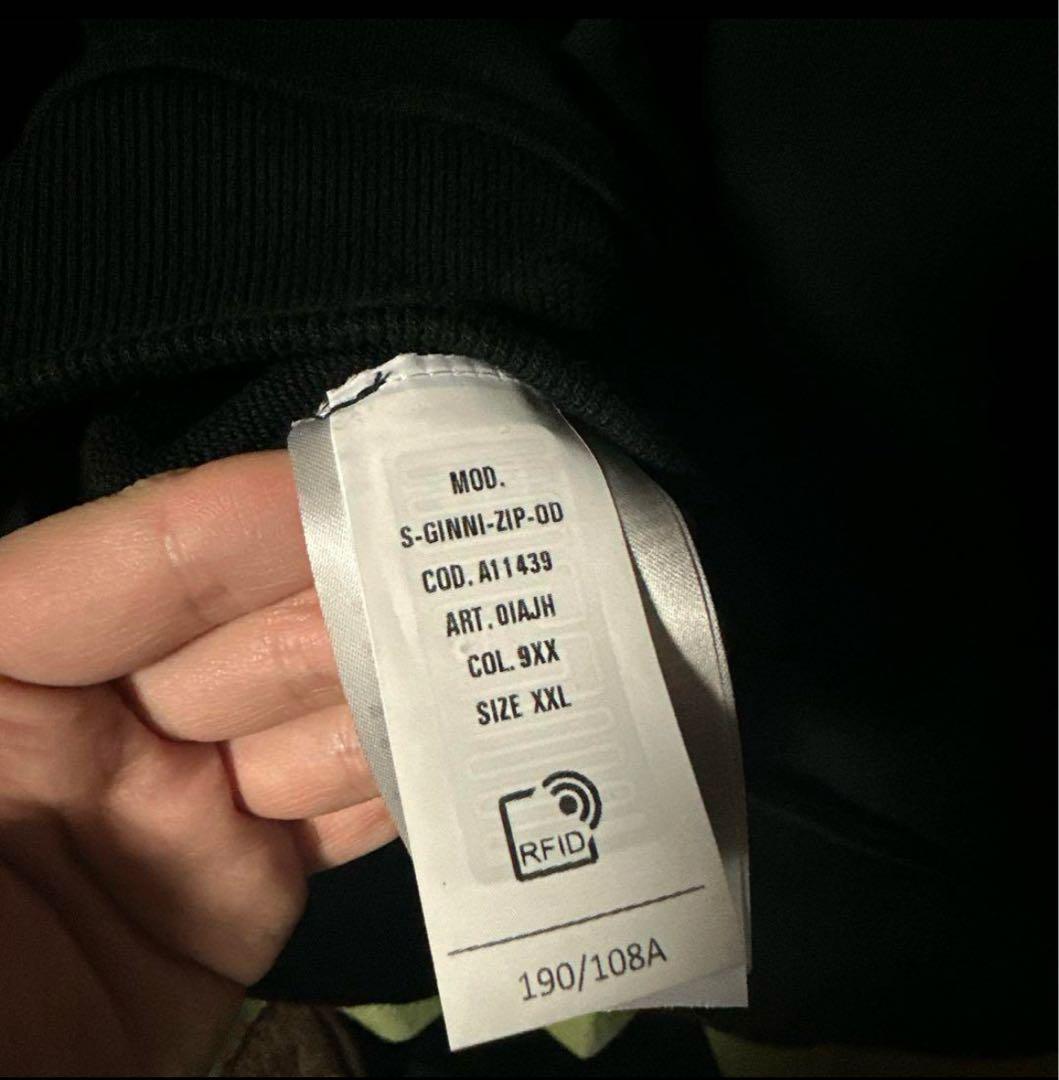 MOD.
S-GINNI-ZIP-OD
COD. A11439
ART. 0IAJH
COL. 9XX
SIZE XXL
RFID
190/108A